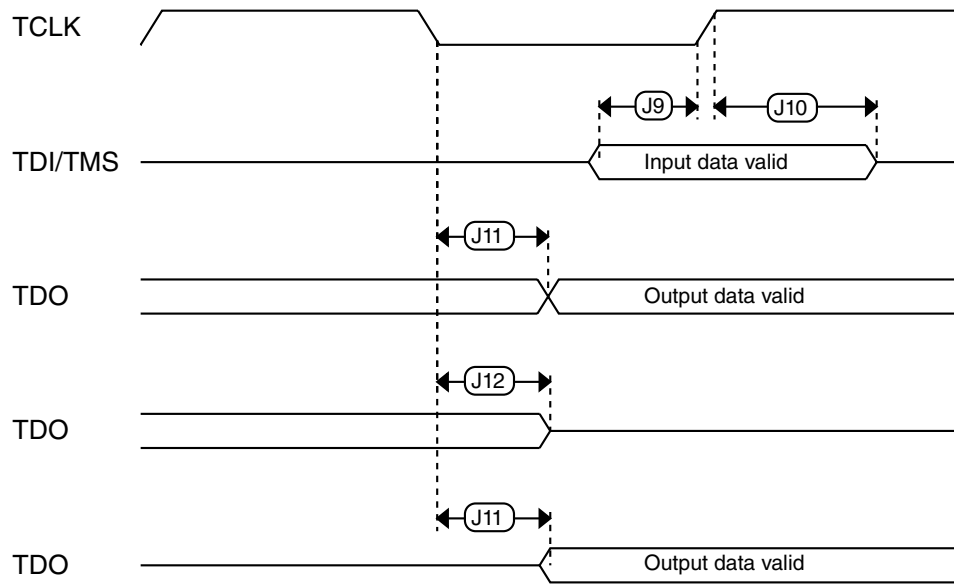 TCLK
J9
J10
TDI/TMS
Input data valid
J11
TDO
Output data valid
J12
TDO
J11
TDO
Output data valid